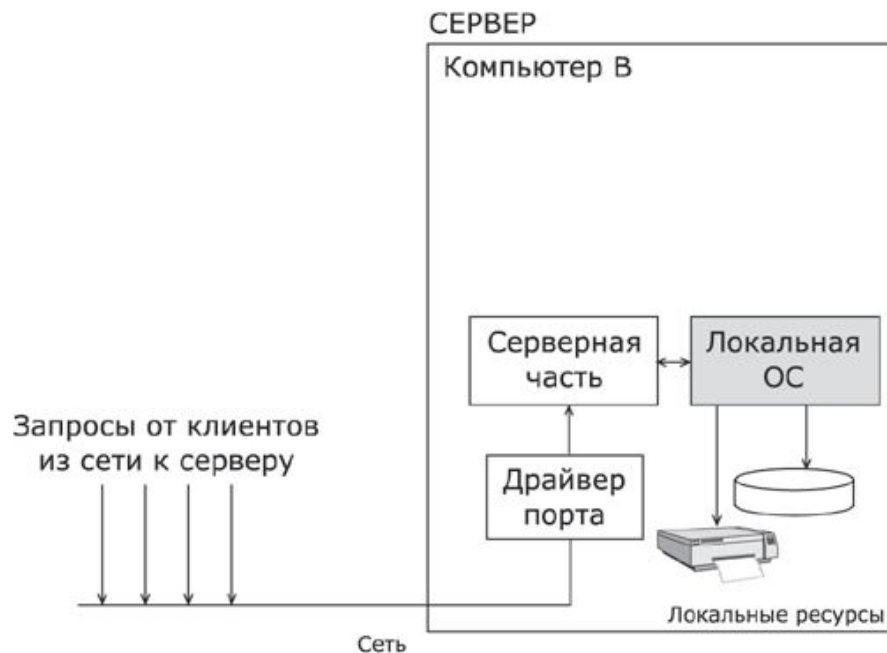 СЕРВЕР
Компьютер B
Серверная
часть
Локальная
ОС
Запросы от клиентов
из сети к серверу
Драйвер
порта
Локальные ресурсы
Сеть